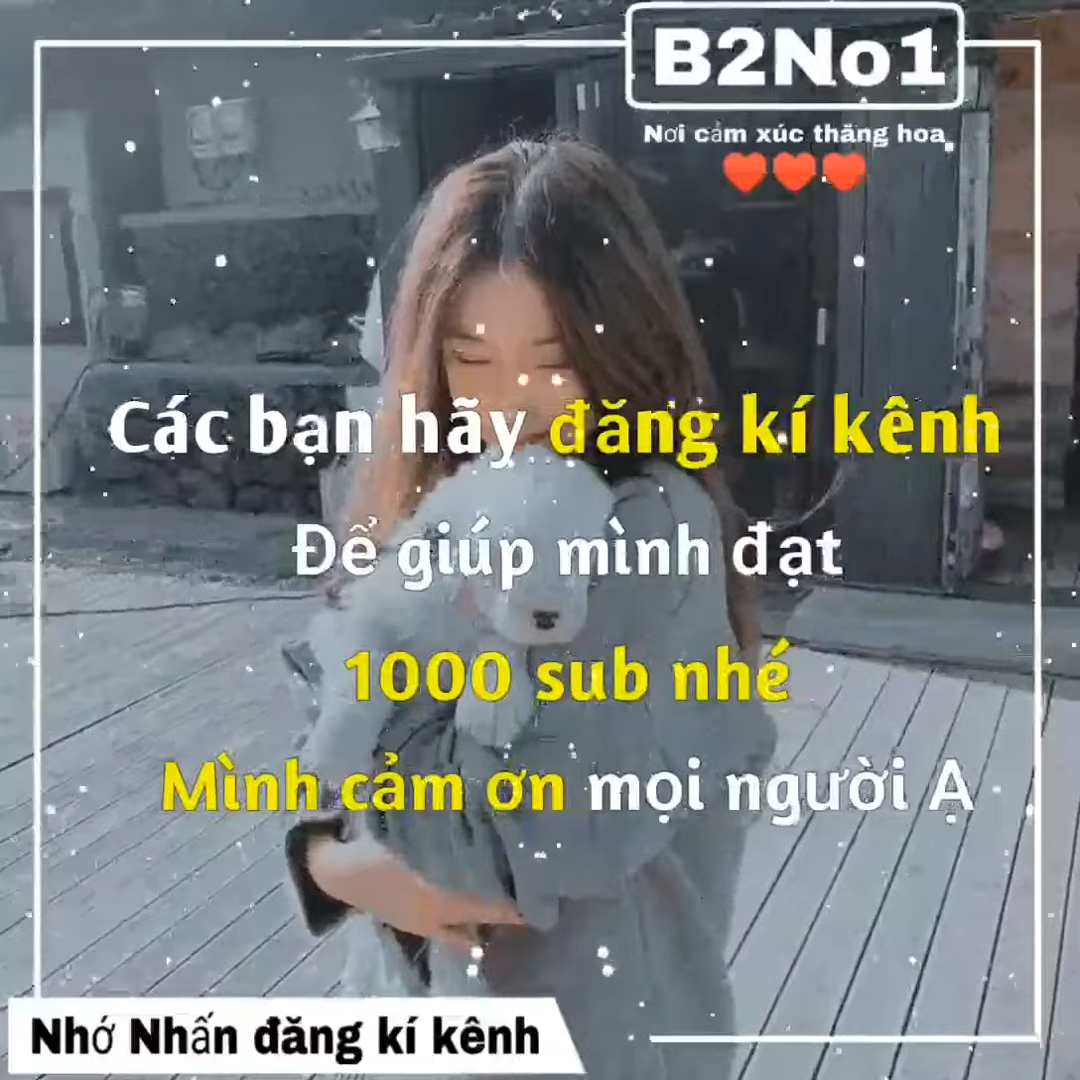 B2No1
Nơi cảm xúc thăng hoa
Các bạn hãy đăng kí kênh
Để giúp mình đạt
1000 sub nhé
Mình cảm ơn mọi người Ạ
Nhớ Nhấn đăng kí kênh